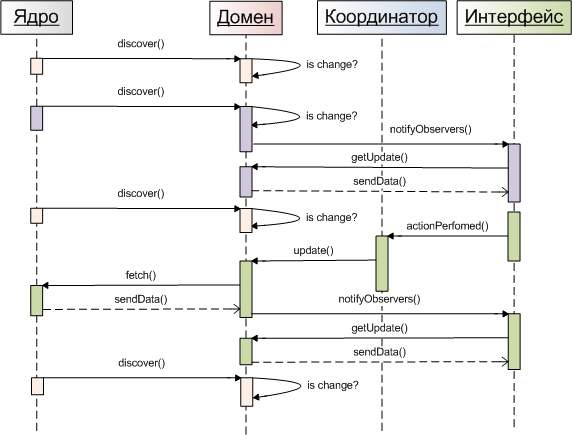 Ядро
Домен
Координатор
Интерфейс
discover()
is change?
discover()
is change?
notifyObservers()
getUpdate()
sendData()
discover()
is change?
actionPerfomed()
update()
fetch()
sendData()
notifyObservers()
getUpdate()
sendData()
discover()
is change?